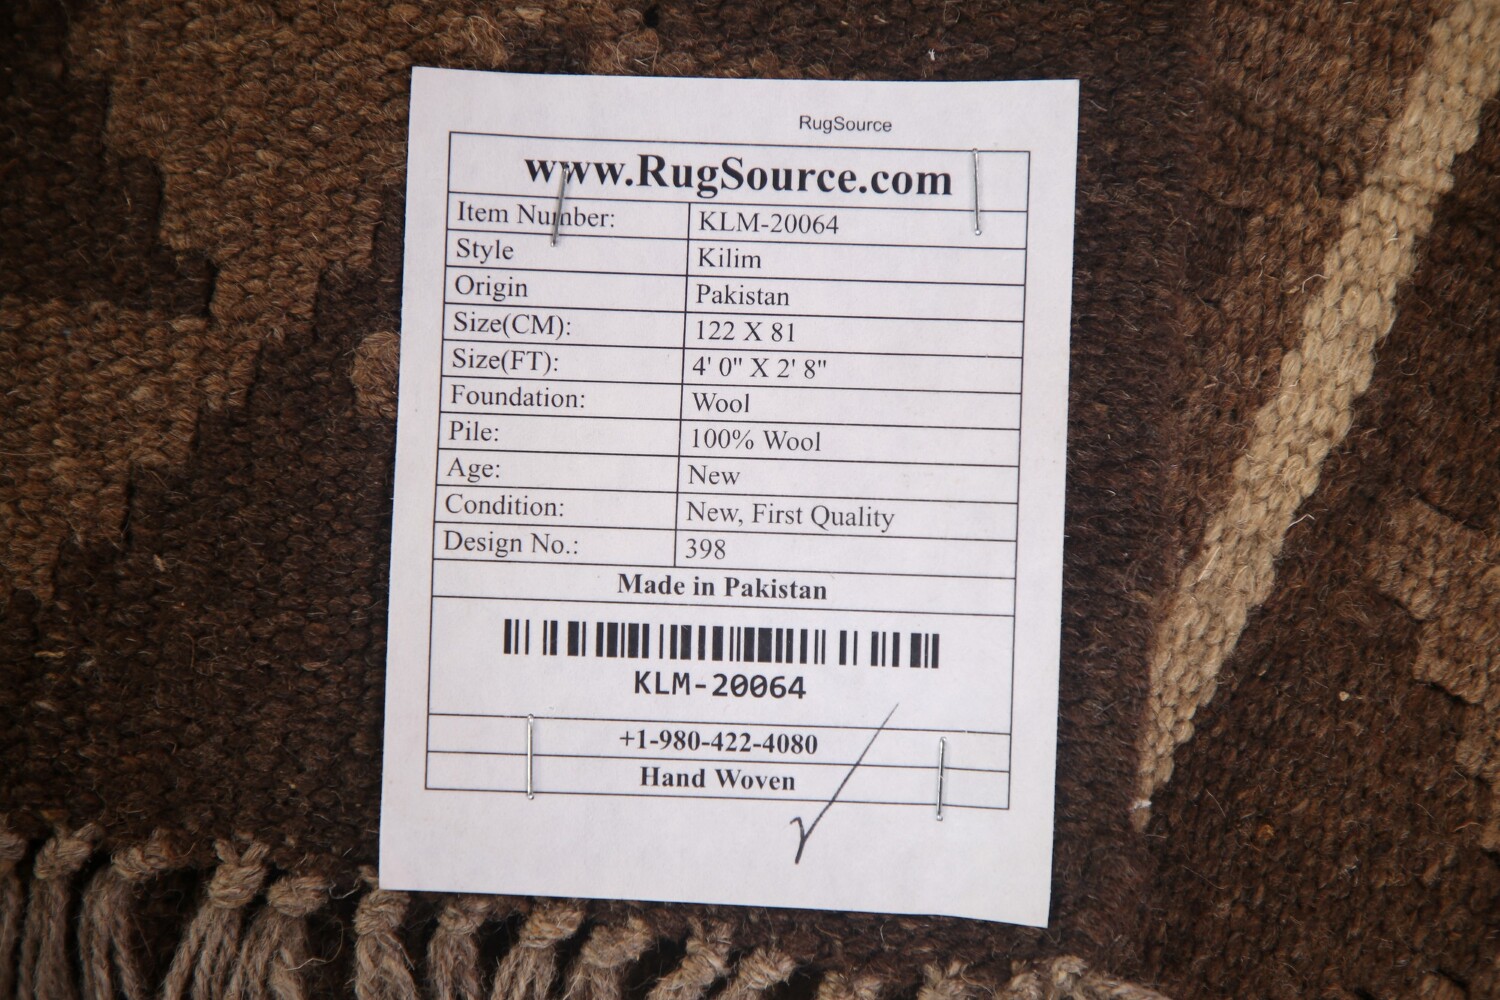 RugSource
www.RugSource.com
Item Number: KLM-20064
Style Kilim
Origin Pakistan
Size(CM): 122 X 81
Size(FT): 4' 0" X 2' 8"
Foundation: Wool
Pile: 100% Wool
Age: New
Condition: New, First Quality
Design No.: 398
Made in Pakistan
KLM-20064
+1-980-422-4080
Hand Woven